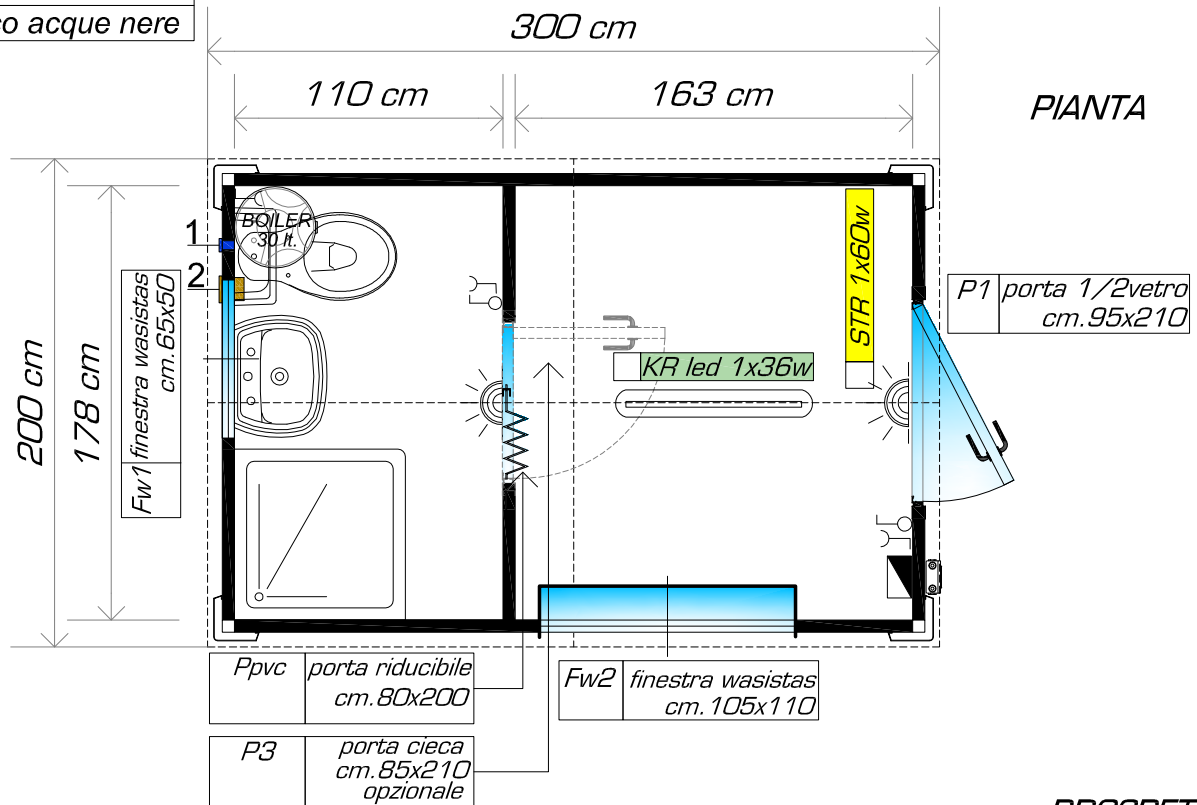 co acque nere
300 cm
110 cm
163 cm
PIANTA
BOILER
30 lt.
1
2
STR 1x60w
KR led 1x36w
P1 porta 1/2vetro
cm.95x210
Fw1 finestra wasistas
cm.65x50
200 cm
178 cm
Ppvc porta riducibile
cm.80x200
Fw2 finestra wasistas
cm.105x110
P3 porta cieca
cm.85x210
opzionale